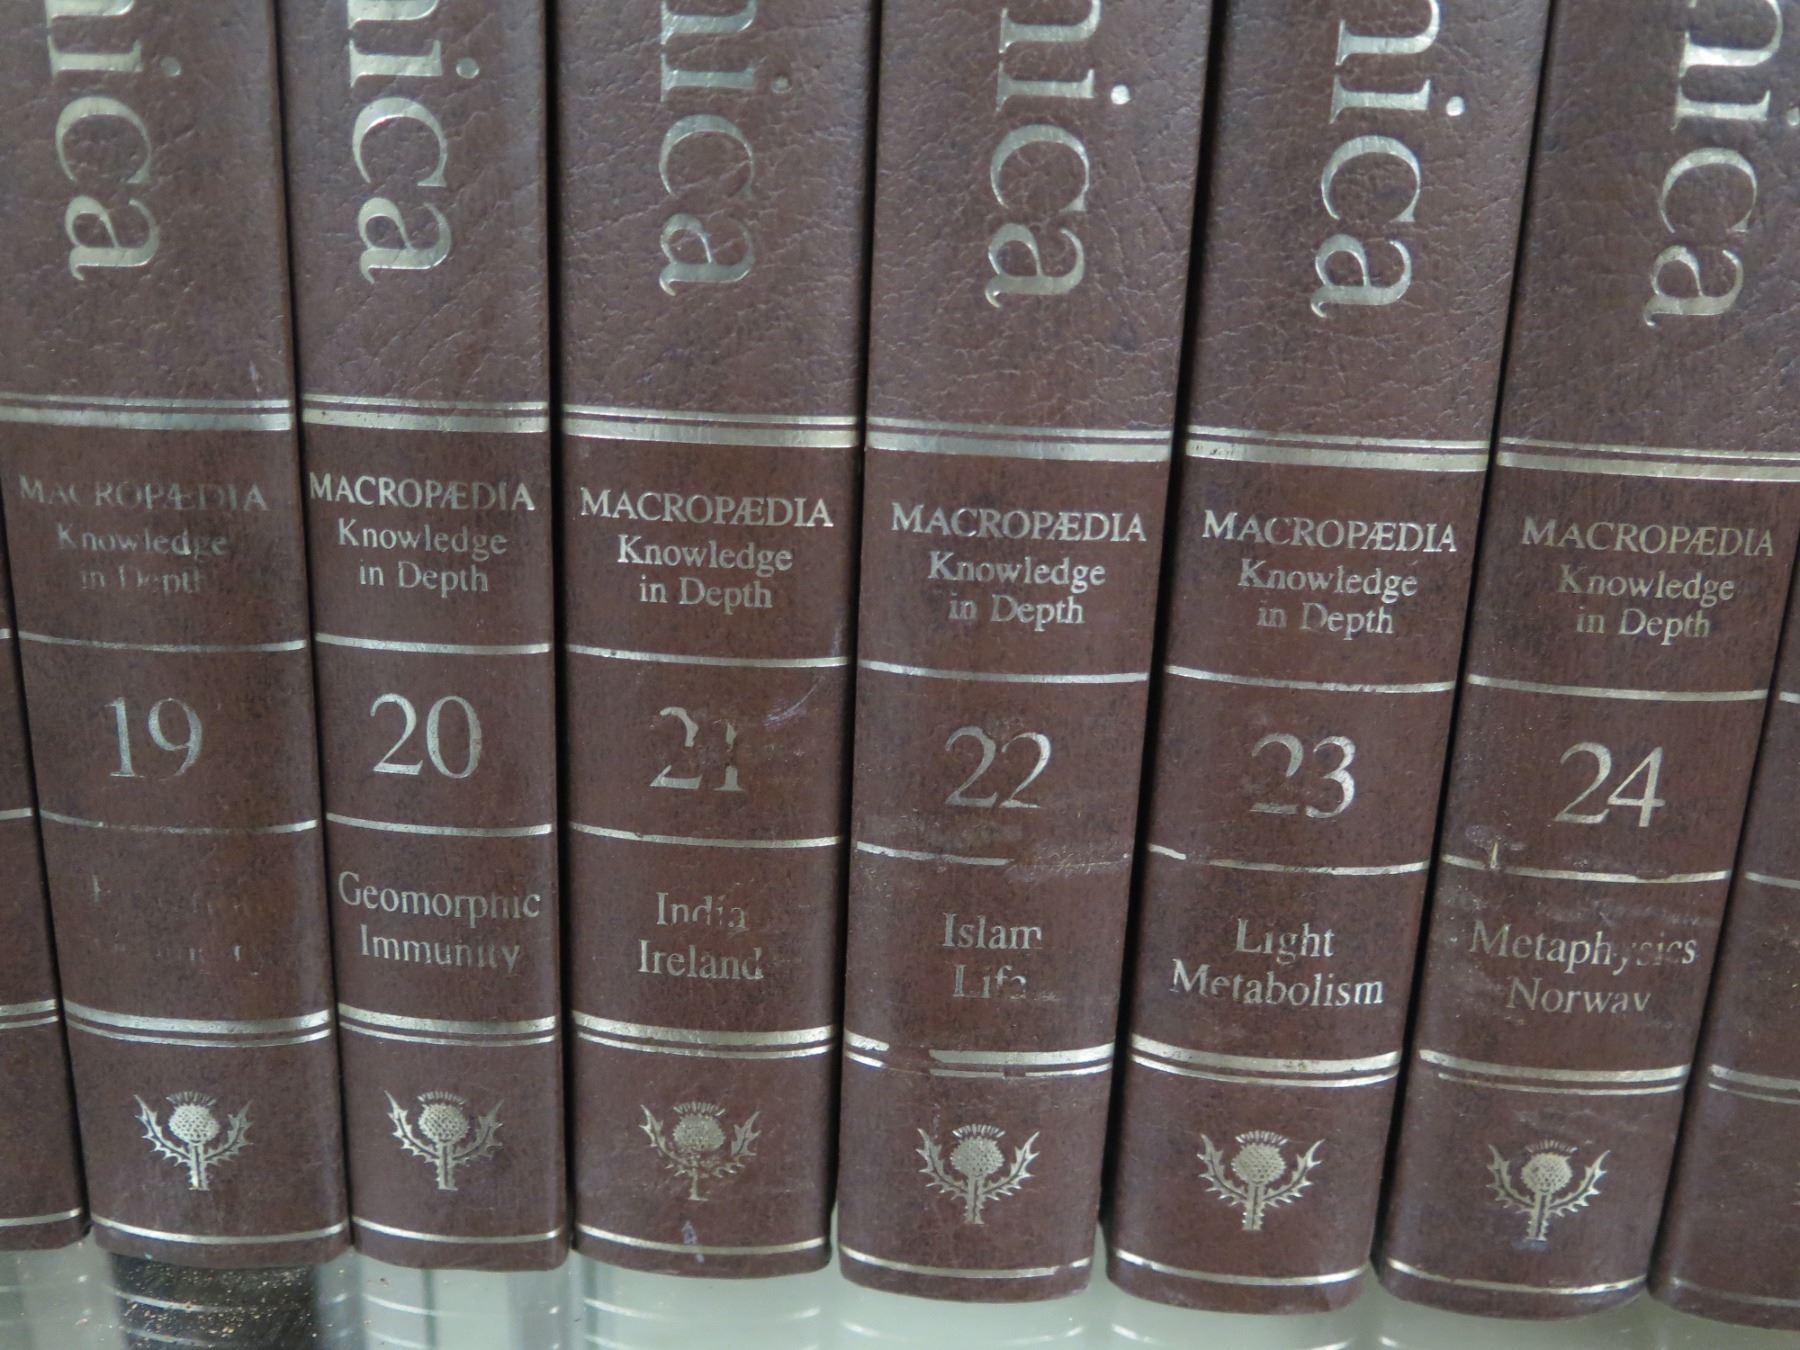 nica
MACROPÆDIA
Knowledge
in Depth
19
nica
MACROPÆDIA
Knowledge
in Depth
20
Geomorphic
Immunity
nica
MACROPÆDIA
Knowledge
in Depth
21
India
Ireland
nica
MACROPÆDIA
Knowledge
in Depth
22
Islam
Life
nica
MACROPÆDIA
Knowledge
in Depth
23
Light
Metabolism
nica
MACROPÆDIA
Knowledge
in Depth
24
Metaphysics
Norway